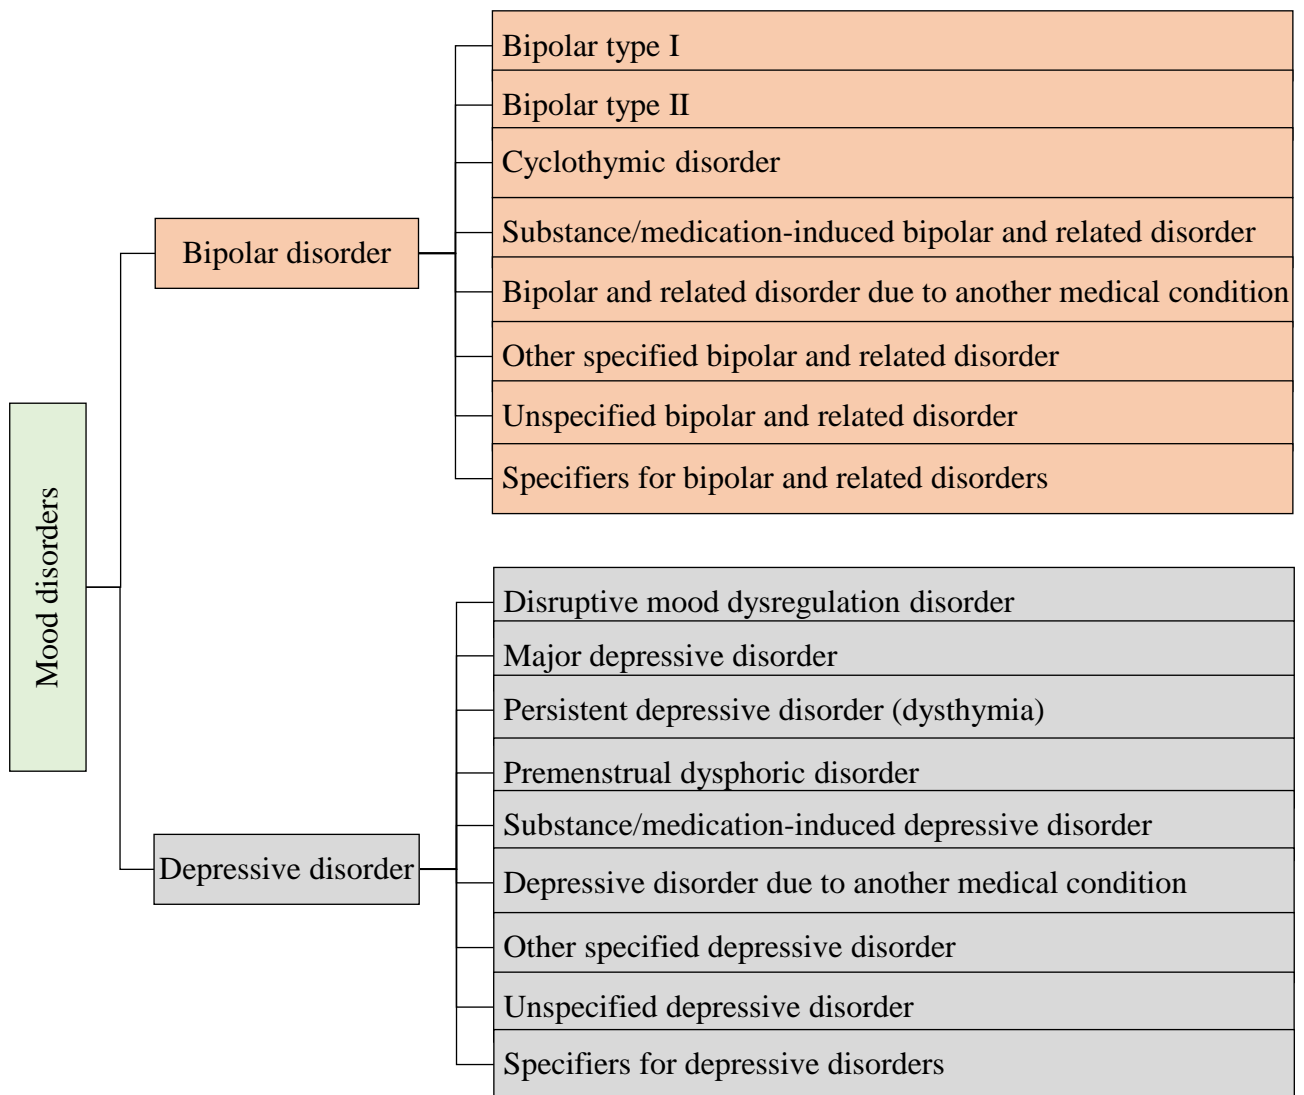 Mood disorders
Bipolar disorder
Bipolar type I
Bipolar type II
Cyclothymic disorder
Substance/medication-induced bipolar and related disorder
Bipolar and related disorder due to another medical condition
Other specified bipolar and related disorder
Unspecified bipolar and related disorder
Specifiers for bipolar and related disorders
Depressive disorder
Disruptive mood dysregulation disorder
Major depressive disorder
Persistent depressive disorder (dysthymia)
Premenstrual dysphoric disorder
Substance/medication-induced depressive disorder
Depressive disorder due to another medical condition
Other specified depressive disorder
Unspecified depressive disorder
Specifiers for depressive disorders